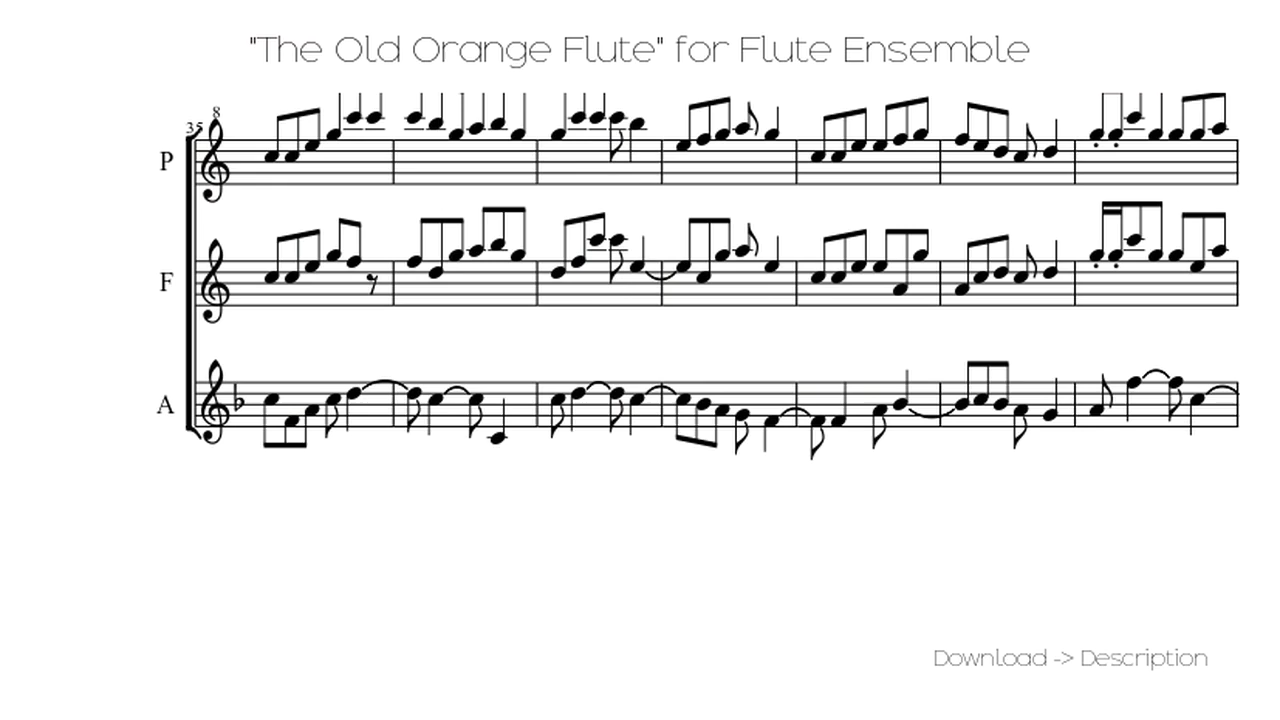 "The Old Orange Flute" for Flute Ensemble
8
35
P
F
A
Download -> Description